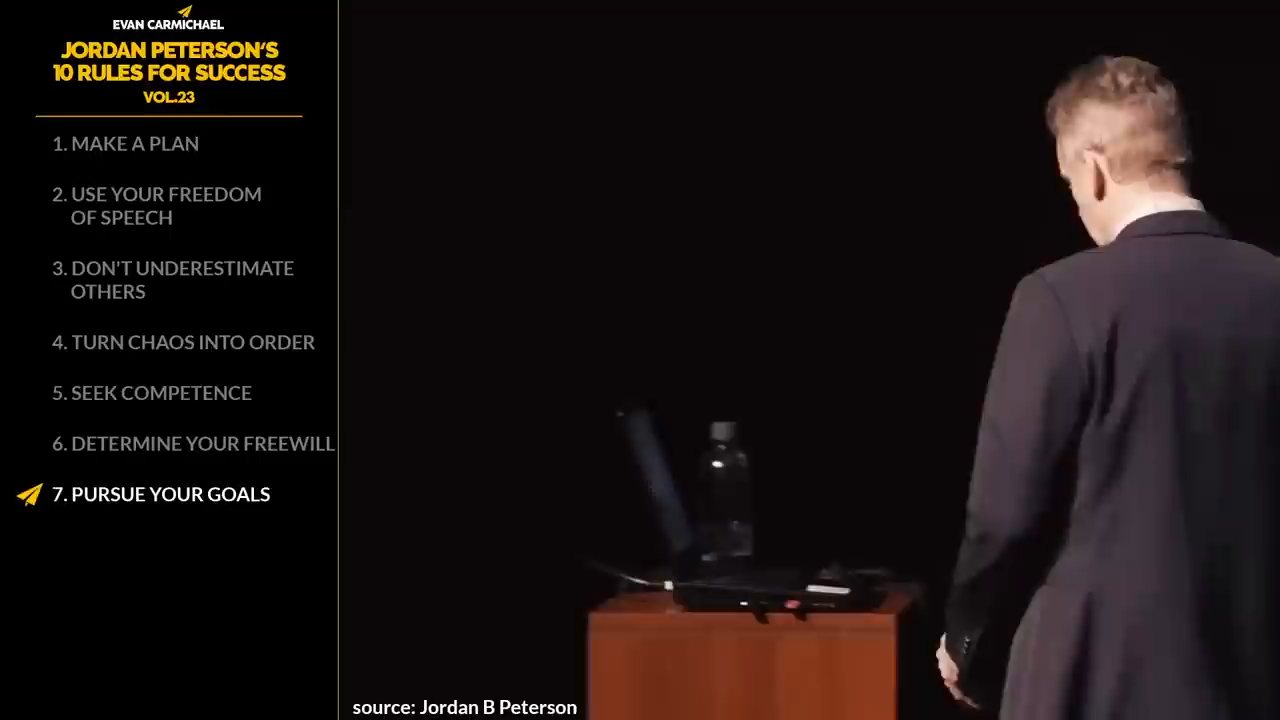 EVAN CARMICHAEL
JORDAN PETERSON'S
10 RULES FOR SUCCESS
VOL.23
1. MAKE A PLAN
2. USE YOUR FREEDOM
OF SPEECH
3. DON'T UNDERESTIMATE
OTHERS
4. TURN CHAOS INTO ORDER
5. SEEK COMPETENCE
6. DETERMINE YOUR FREEWILL
7. PURSUE YOUR GOALS
source: Jordan B Peterson